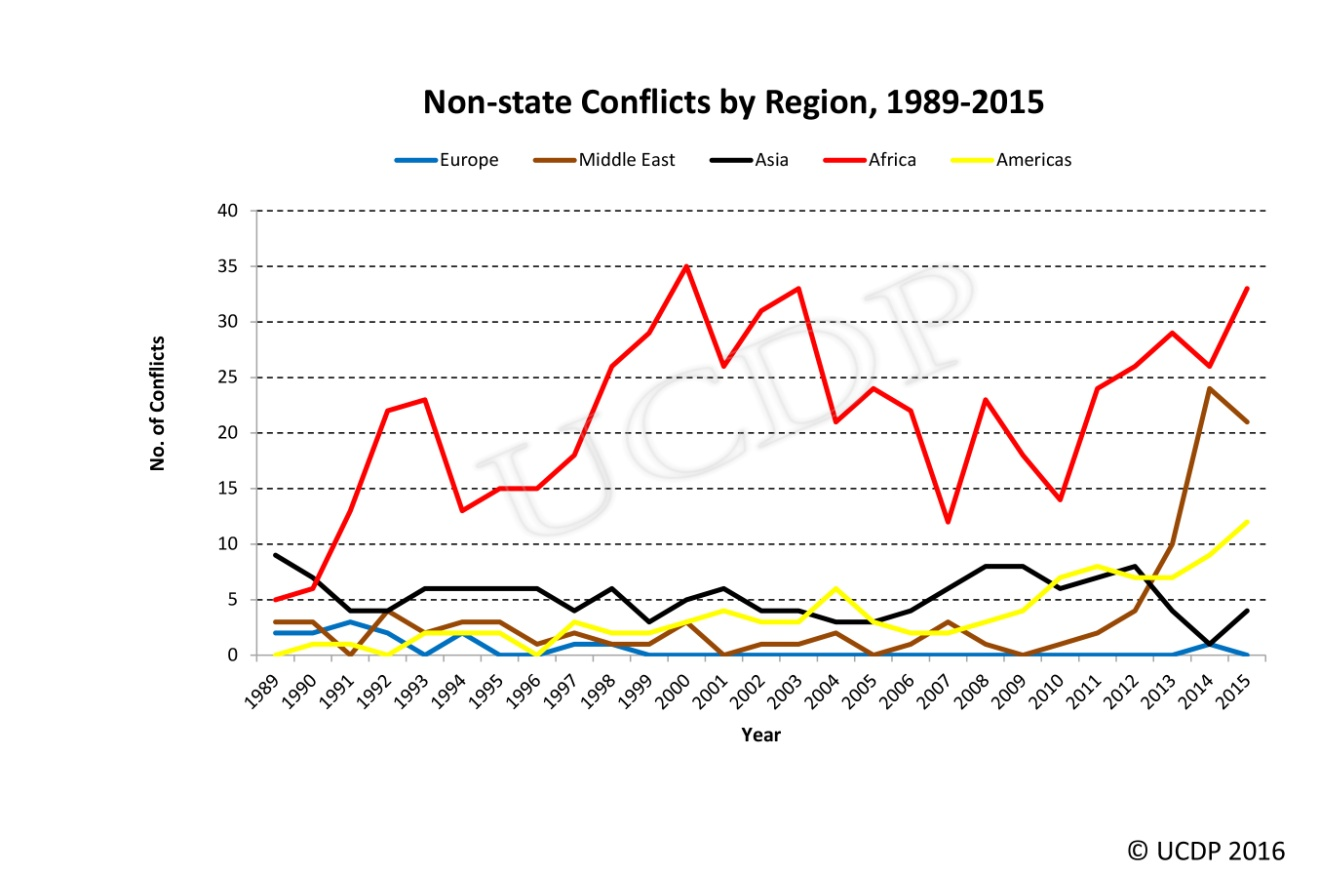 Non-state Conflicts by Region, 1989-2015
Europe Middle East Asia Africa Americas
40
35
30
25
20
15
10
5
0
No. of Conflicts
UCDP
1989 1990 1991 1992 1993 1994 1995 1996 1997 1998 1999 2000 2001 2002 2003 2004 2005 2006 2007 2008 2009 2010 2011 2012 2013 2014 2015
Year
© UCDP 2016